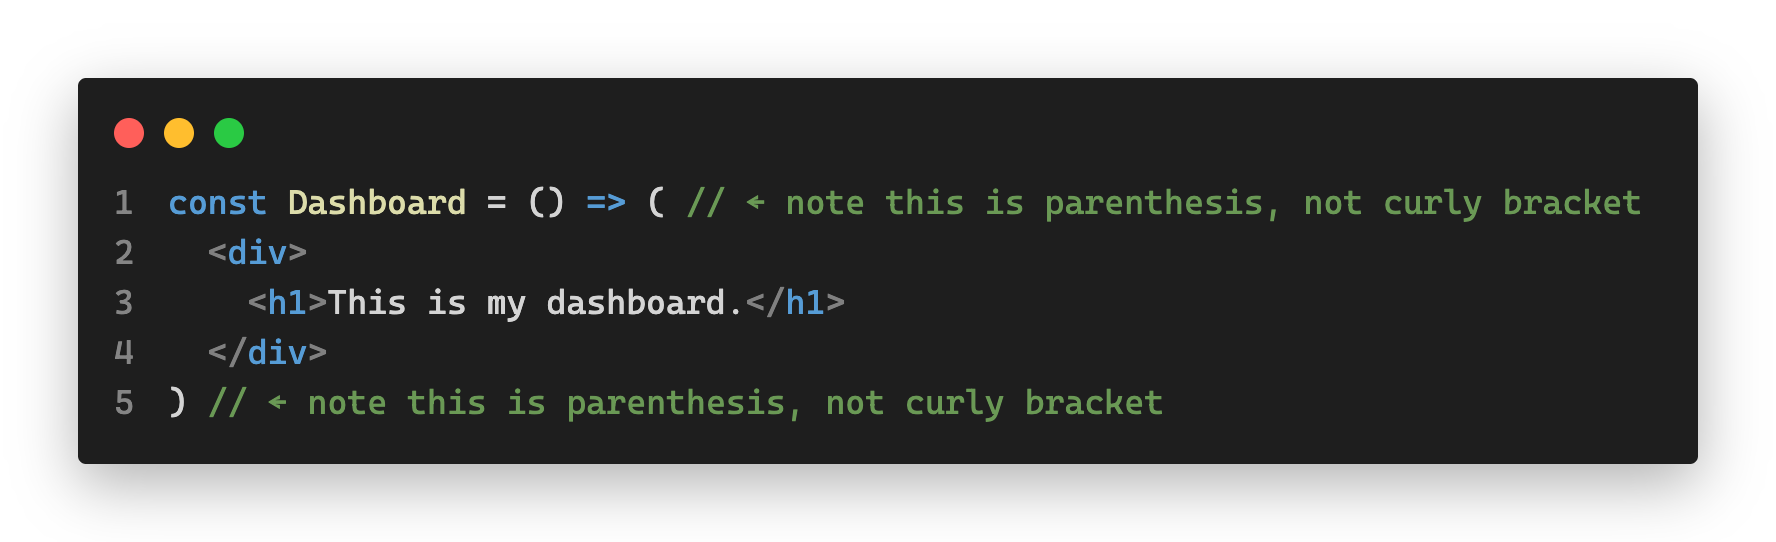 1 const Dashboard = () => ( // ← note this is parenthesis, not curly bracket
2   <div>
3     <h1>This is my dashboard.</h1>
4   </div>
5 ) // ← note this is parenthesis, not curly bracket